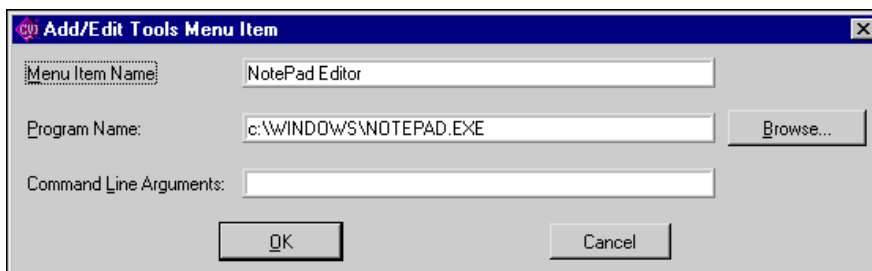 cvi Add/Edit Tools Menu Item
Menu Item Name NotePad Editor
Program Name: c:\WINDOWS\NOTEPAD.EXE Browse...
Command Line Arguments:
OK Cancel